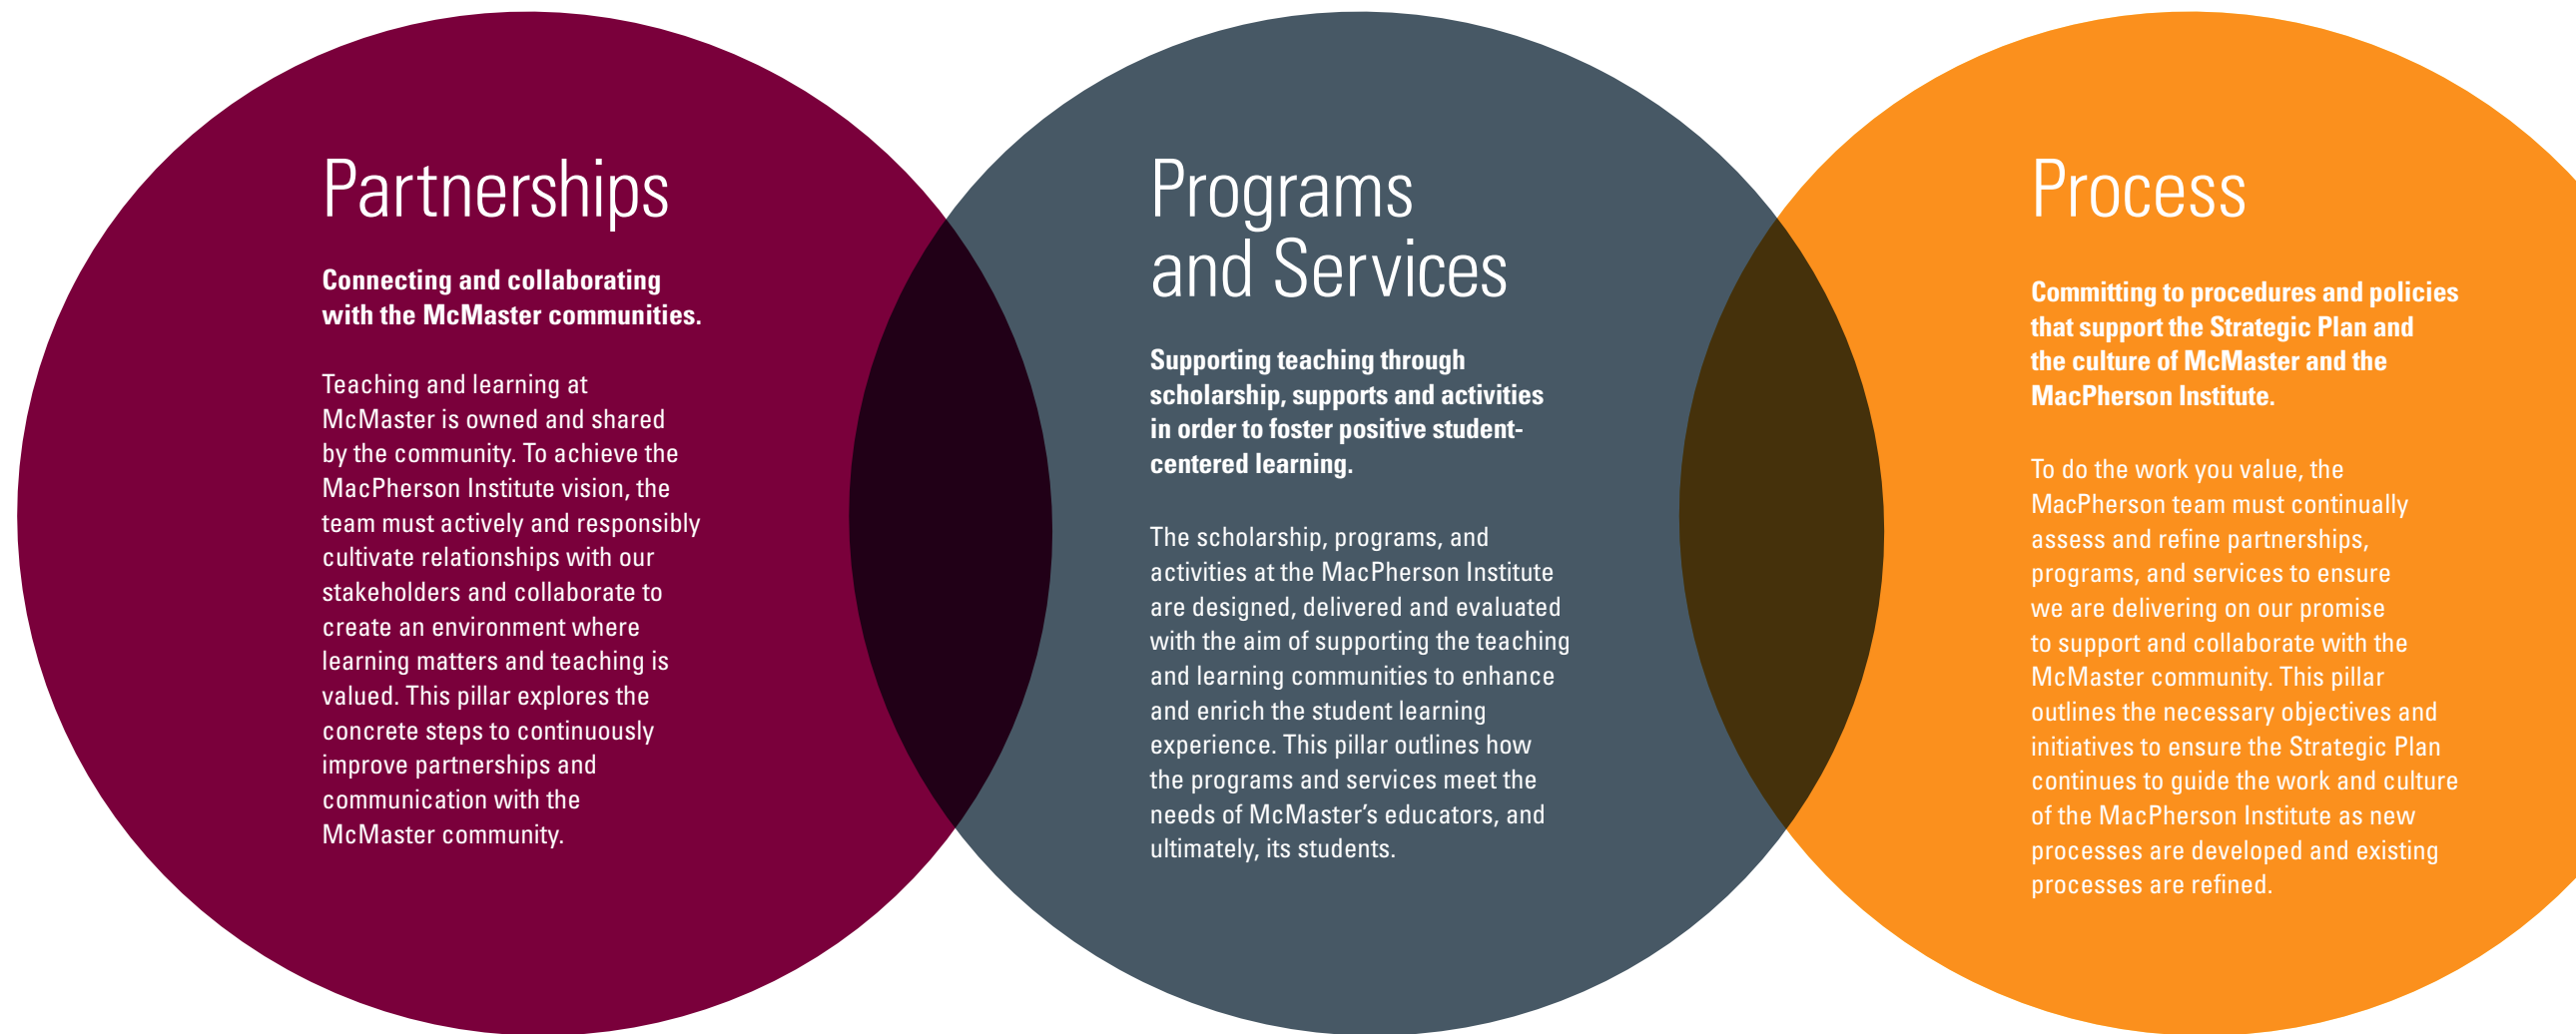 Partnerships
Connecting and collaborating
with the McMaster communities.
Teaching and learning at
McMaster is owned and shared
by the community. To achieve the
MacPherson Institute vision, the
team must actively and responsibly
cultivate relationships with our
stakeholders and collaborate to
create an environment where
learning matters and teaching is
valued. This pillar explores the
concrete steps to continuously
improve partnerships and
communication with the
McMaster community.
Programs
and Services
Supporting teaching through
scholarship, supports and activities
in order to foster positive student-
centered learning.
The scholarship, programs, and
activities at the MacPherson Institute
are designed, delivered and evaluated
with the aim of supporting the teaching
and learning communities to enhance
and enrich the student learning
experience. This pillar outlines how
the programs and services meet the
needs of McMaster’s educators, and
ultimately, its students.
Process
Committing to procedures and policies
that support the Strategic Plan and
the culture of McMaster and the
MacPherson Institute.
To do the work you value, the
MacPherson team must continually
assess and refine partnerships,
programs, and services to ensure
we are delivering on our promise
to support and collaborate with the
McMaster community. This pillar
outlines the necessary objectives and
initiatives to ensure the Strategic Plan
continues to guide the work and culture
of the MacPherson Institute as new
processes are developed and existing
processes are refined.